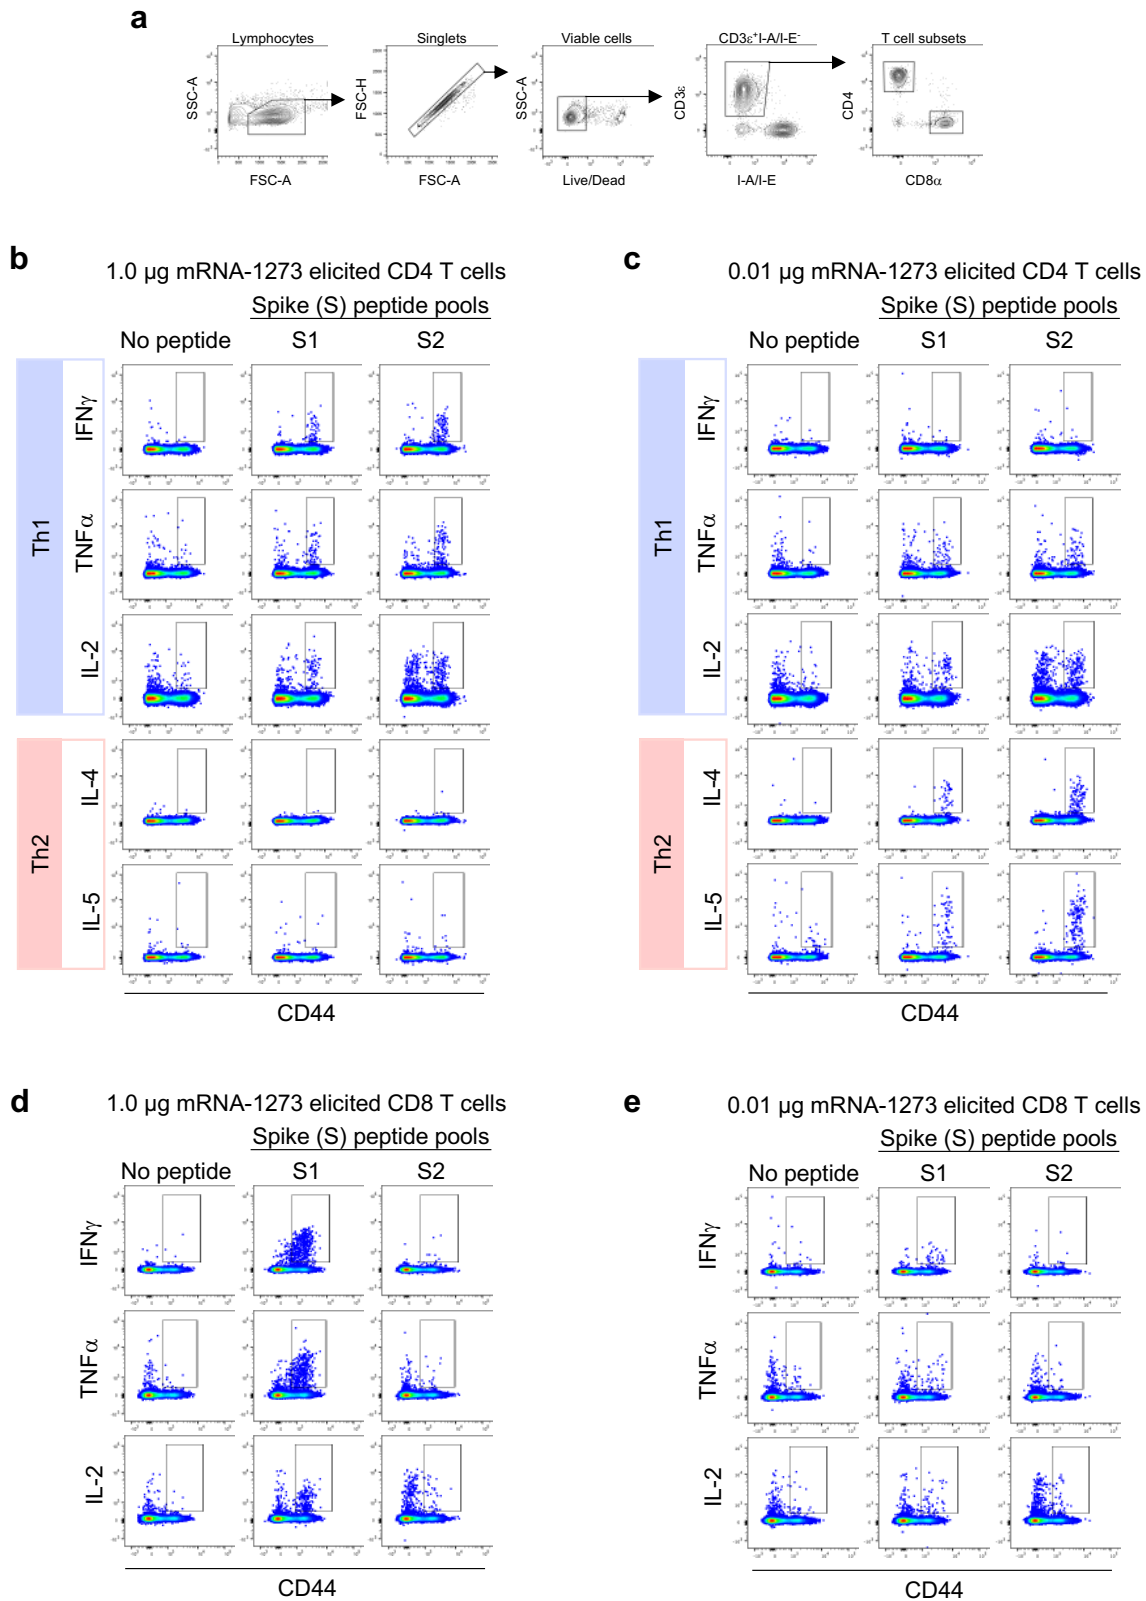 a
Lymphocytes
Singlets
Viable cells
CD3ε⁺I-A/I-E⁻
T cell subsets
SSC-A
FSC-H
SSC-A
CD3ε
CD4
FSC-A
FSC-A
Live/Dead
I-A/I-E
CD8α
b
1.0 µg mRNA-1273 elicited CD4 T cells
Spike (S) peptide pools
No peptide
S1
S2
Th1
IFNγ
TNFα
IL-2
Th2
IL-4
IL-5
CD44
c
0.01 µg mRNA-1273 elicited CD4 T cells
Spike (S) peptide pools
No peptide
S1
S2
Th1
IFNγ
TNFα
IL-2
Th2
IL-4
IL-5
CD44
d
1.0 µg mRNA-1273 elicited CD8 T cells
Spike (S) peptide pools
No peptide
S1
S2
IFNγ
TNFα
IL-2
CD44
e
0.01 µg mRNA-1273 elicited CD8 T cells
Spike (S) peptide pools
No peptide
S1
S2
IFNγ
TNFα
IL-2
CD44